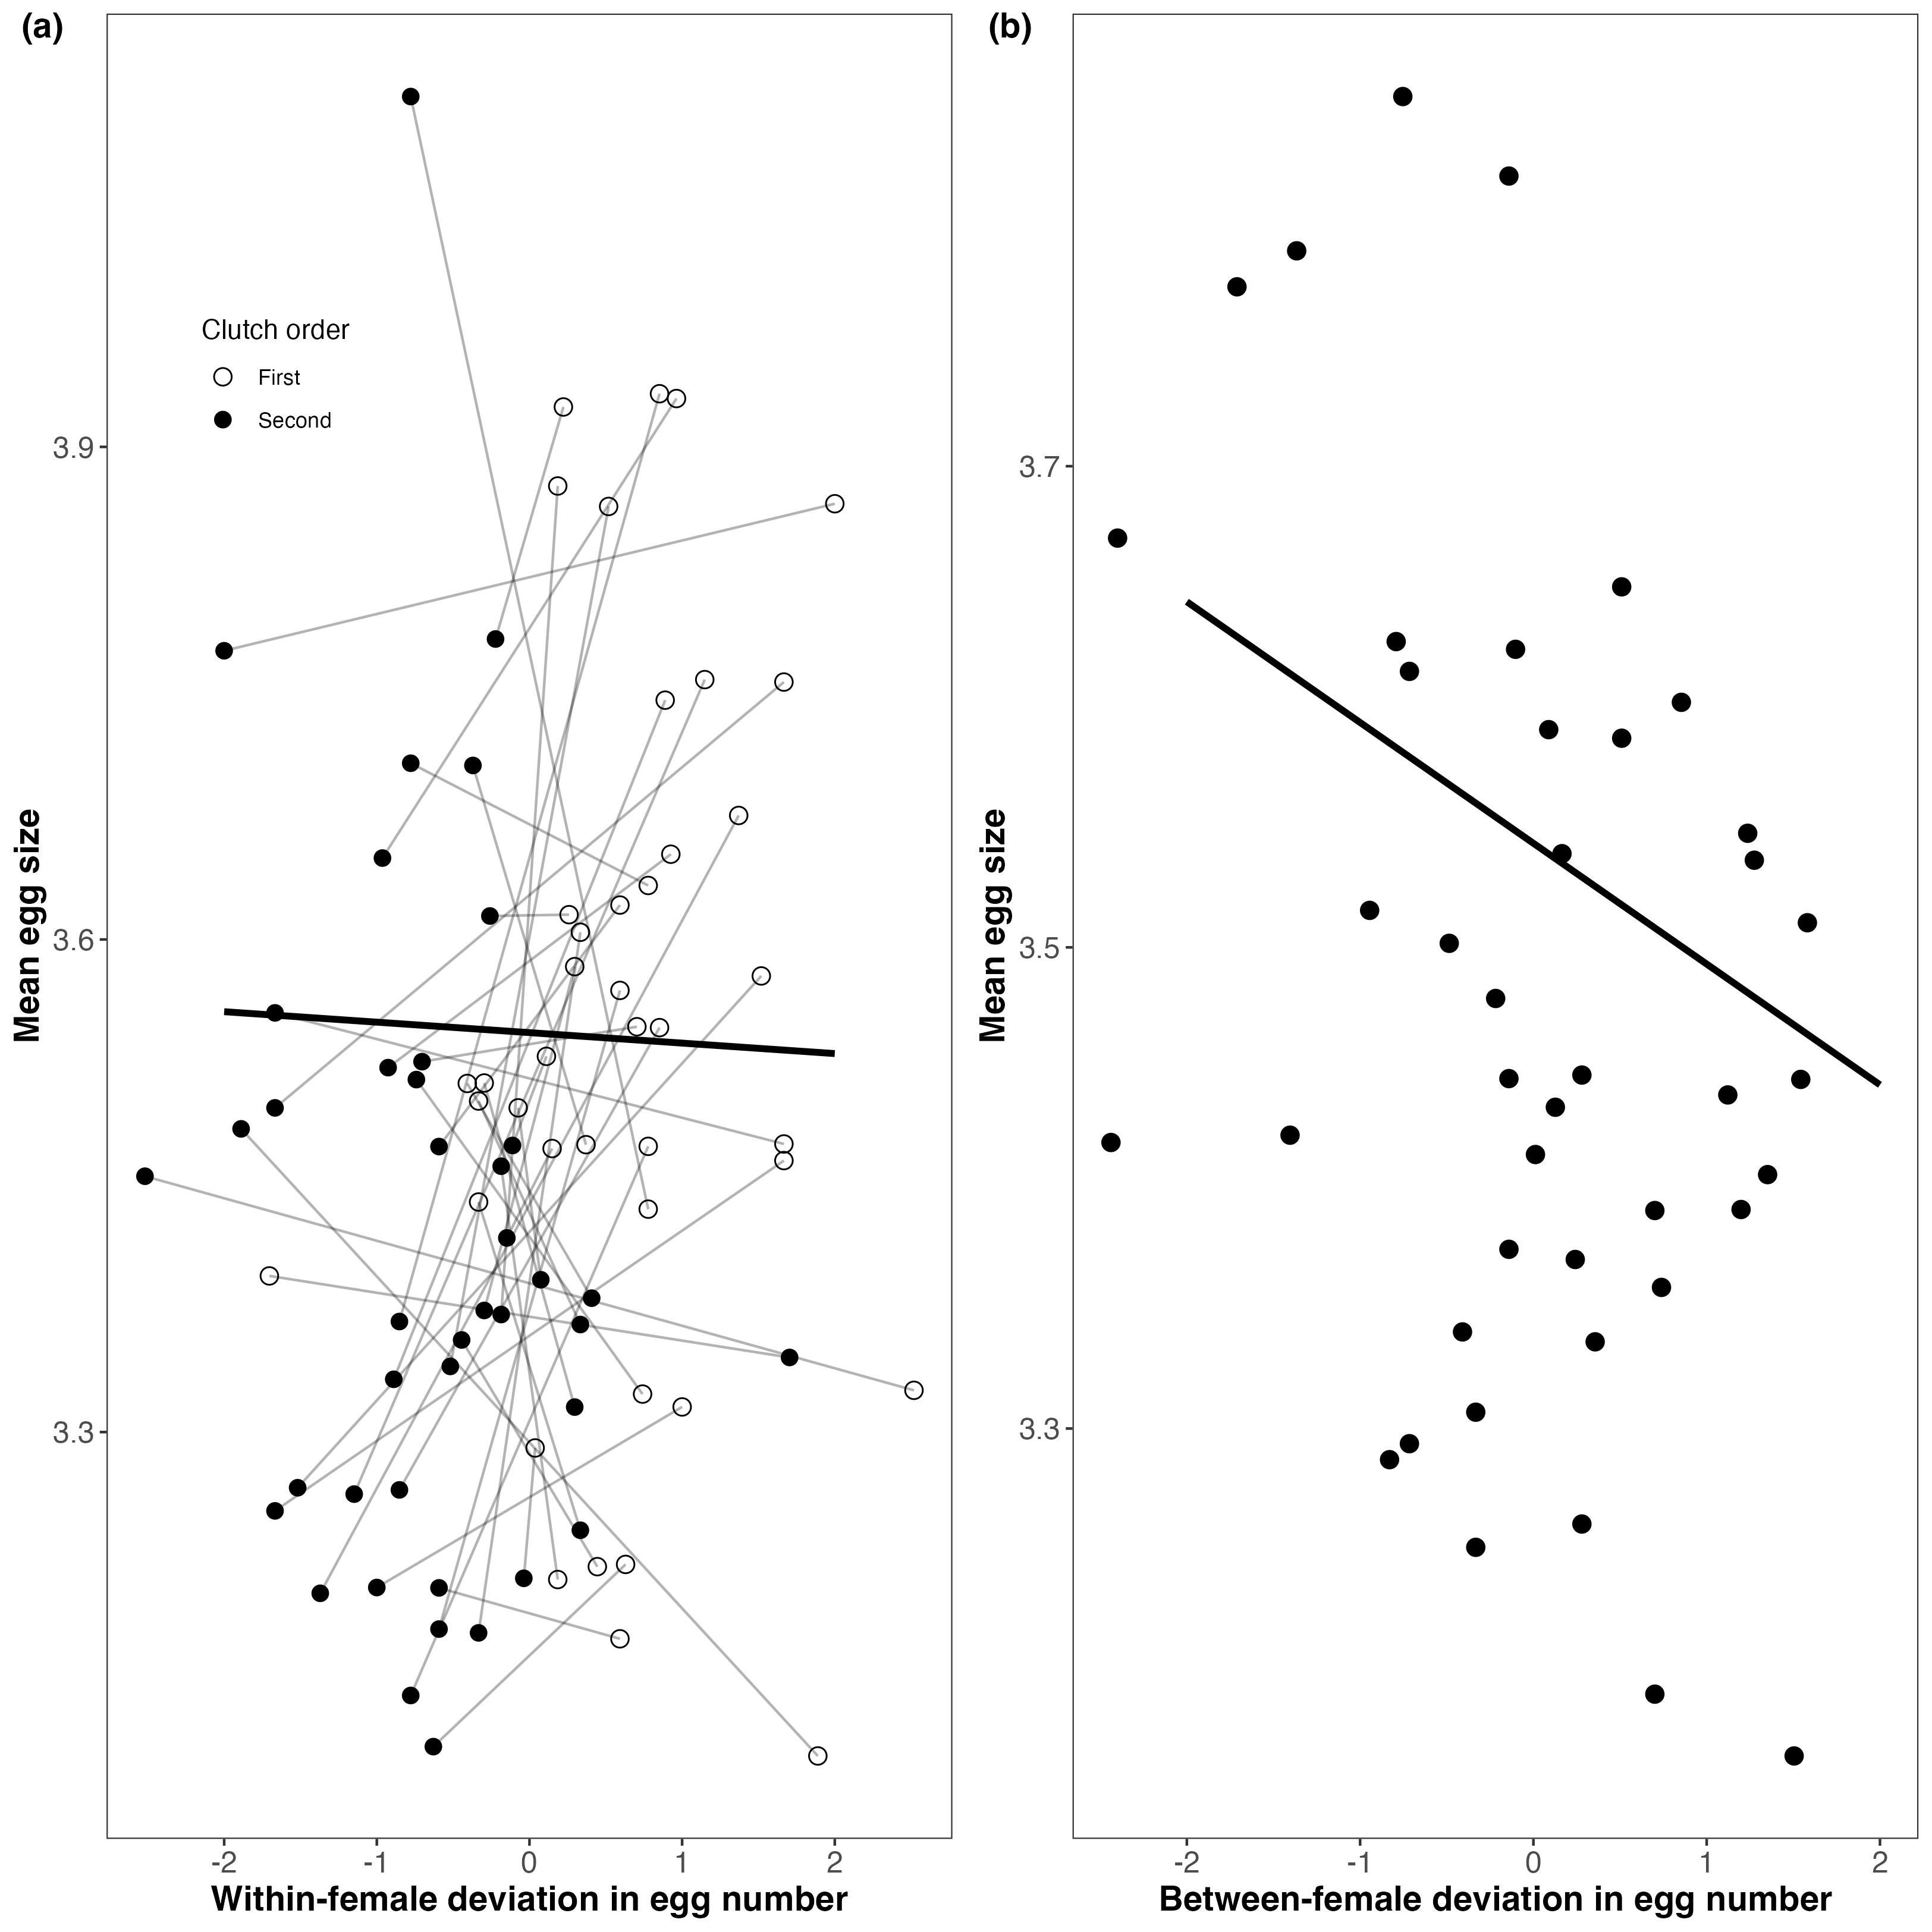 (a)
Clutch order
First
Second
3.9
3.6
3.3
Mean egg size
-2 -1 0 1 2
Within-female deviation in egg number
(b)
3.7
3.5
3.3
Mean egg size
-2 -1 0 1 2
Between-female deviation in egg number